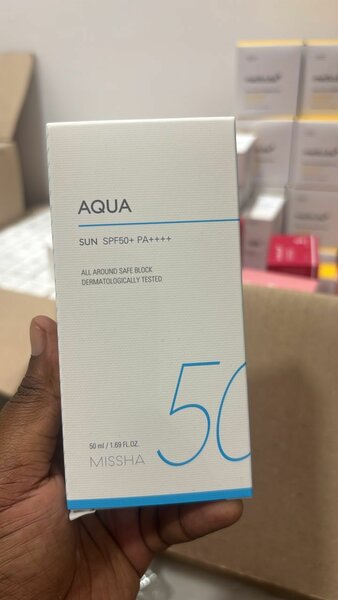 AQUA
SUN SPF50+ PA++++
ALL AROUND SAFE BLOCK
DERMATOLOGICALLY TESTED
50
50 ml / 1.69 FL.OZ.
MISSHA